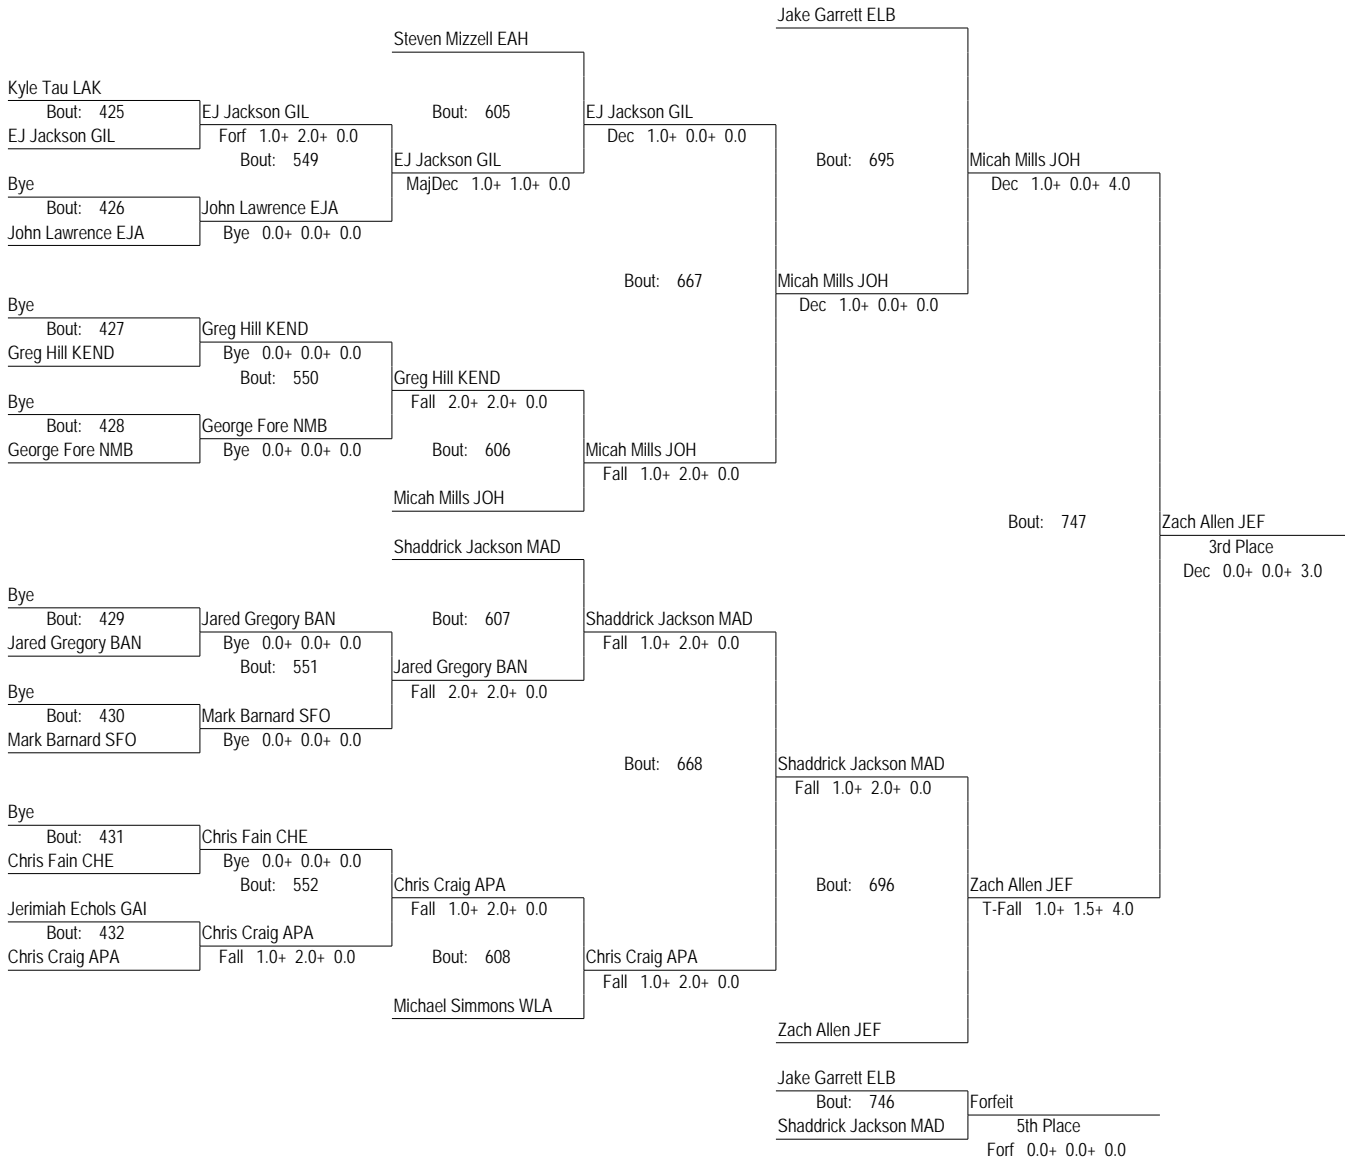 Jake Garrett ELB
Steven Mizzell EAH
Kyle Tau LAK
Bout: 425
EJ Jackson GIL
EJ Jackson GIL
Forf 1.0+ 2.0+ 0.0
Bout: 549
Bout: 605
EJ Jackson GIL
Dec 1.0+ 0.0+ 0.0
EJ Jackson GIL
MajDec 1.0+ 1.0+ 0.0
Bout: 695
Micah Mills JOH
Dec 1.0+ 0.0+ 4.0
Bye
Bout: 426
John Lawrence EJA
John Lawrence EJA
Bye 0.0+ 0.0+ 0.0
Bout: 667
Micah Mills JOH
Dec 1.0+ 0.0+ 0.0
Bye
Bout: 427
Greg Hill KEND
Greg Hill KEND
Bye 0.0+ 0.0+ 0.0
Bout: 550
Greg Hill KEND
Fall 2.0+ 2.0+ 0.0
Bye
Bout: 428
George Fore NMB
George Fore NMB
Bye 0.0+ 0.0+ 0.0
Bout: 606
Micah Mills JOH
Fall 1.0+ 2.0+ 0.0
Micah Mills JOH
Bout: 747
Zach Allen JEF
3rd Place
Dec 0.0+ 0.0+ 3.0
Shaddrick Jackson MAD
Bye
Bout: 429
Jared Gregory BAN
Jared Gregory BAN
Bye 0.0+ 0.0+ 0.0
Bout: 551
Bout: 607
Shaddrick Jackson MAD
Fall 1.0+ 2.0+ 0.0
Jared Gregory BAN
Fall 2.0+ 2.0+ 0.0
Bye
Bout: 430
Mark Barnard SFO
Mark Barnard SFO
Bye 0.0+ 0.0+ 0.0
Bout: 668
Shaddrick Jackson MAD
Fall 1.0+ 2.0+ 0.0
Bye
Bout: 431
Chris Fain CHE
Chris Fain CHE
Bye 0.0+ 0.0+ 0.0
Bout: 552
Chris Craig APA
Fall 1.0+ 2.0+ 0.0
Bout: 696
Zach Allen JEF
T-Fall 1.0+ 1.5+ 4.0
Jerimiah Echols GAI
Bout: 432
Chris Craig APA
Chris Craig APA
Fall 1.0+ 2.0+ 0.0
Bout: 608
Chris Craig APA
Fall 1.0+ 2.0+ 0.0
Michael Simmons WLA
Zach Allen JEF
Jake Garrett ELB
Bout: 746
Shaddrick Jackson MAD
Forfeit
5th Place
Forf 0.0+ 0.0+ 0.0